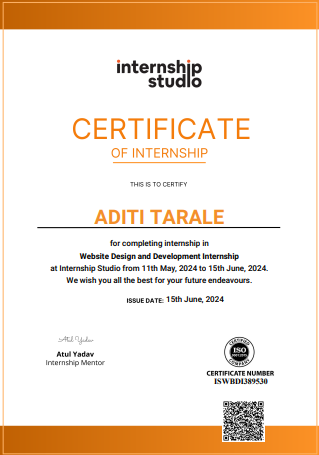 internship
studio
CERTIFICATE
OF INTERNSHIP
THIS IS TO CERTIFY
ADITI TARALE
for completing internship in
Website Design and Development Internship
at Internship Studio from 11th May, 2024 to 15th June, 2024.
We wish you all the best for your future endeavours.
ISSUE DATE: 15th June, 2024
Atul Yadav
Atul Yadav
Internship Mentor
CERTIFIED
ISO
COMPANY
CERTIFICATE NUMBER
ISWBDI389530